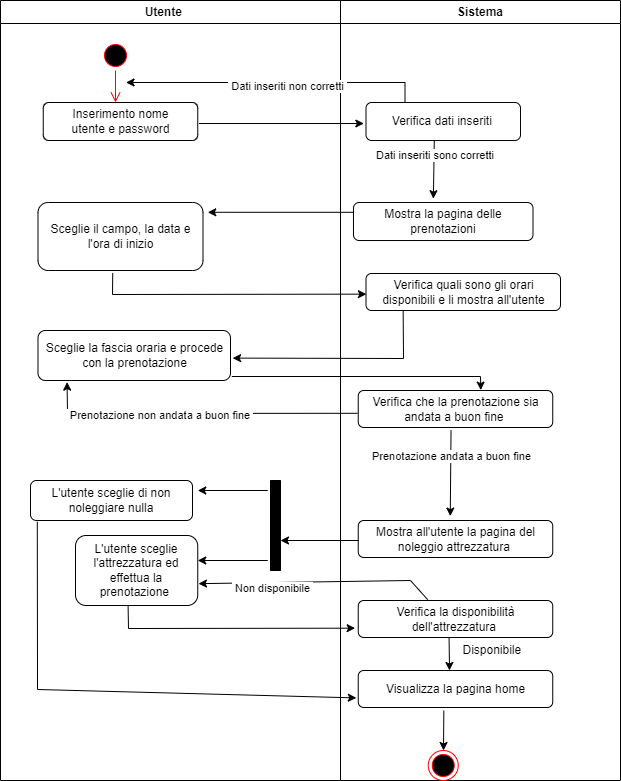 Utente
Sistema
Dati inseriti non corretti
Inserimento nome
utente e password
Verifica dati inseriti
Dati inseriti sono corretti
Sceglie il campo, la data e
l'ora di inizio
Mostra la pagina delle
prenotazioni
Verifica quali sono gli orari
disponibili e li mostra all'utente
Sceglie la fascia oraria e procede
con la prenotazione
Verifica che la prenotazione sia
andata a buon fine
Prenotazione non andata a buon fine
Prenotazione andata a buon fine
L'utente sceglie di non
noleggiare nulla
Mostra all'utente la pagina del
noleggio attrezzatura
L'utente sceglie
l'attrezzatura ed
effettua la
prenotazione
Non disponibile
Verifica la disponibilità
dell'attrezzatura
Disponibile
Visualizza la pagina home